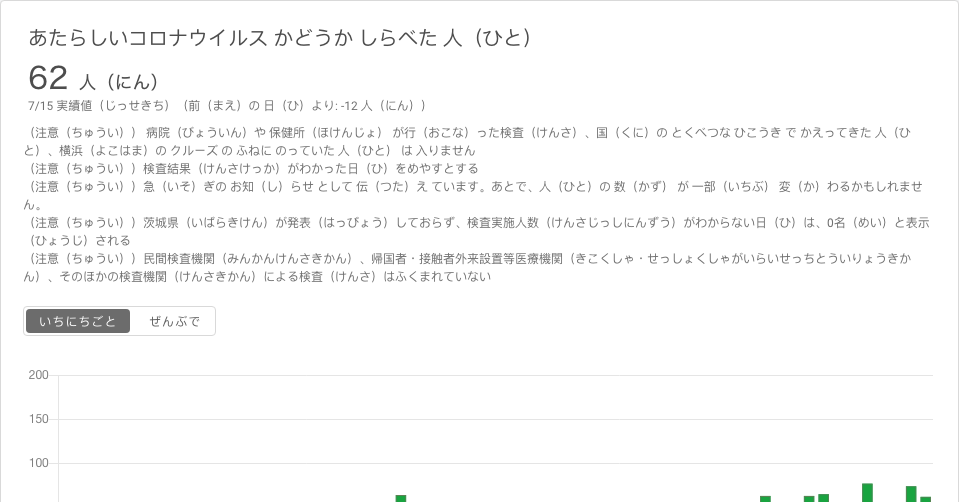 あたらしいコロナウイルス かどうか しらべた 人（ひと）
62 人（にん）
7/15 実績値（じっせきち）（前（まえ）の 日（ひ）より: -12 人（にん））
（注意（ちゅうい）） 病院（びょういん）や 保健所（ほけんじょ） が行（おこな）った検査（けんさ）、国（くに）の とくべつな ひこうき で かえってきた 人（ひ
と）、横浜（よこはま）の クルーズ の ふねに のっていた 人（ひと） は 入りません
（注意（ちゅうい））検査結果（けんさけっか）がわかった日（ひ）をめやすとする
（注意（ちゅうい））急（いそ）ぎの お知（し）らせ として 伝（つた）え ています。あとで、人（ひと）の 数（かず） が 一部（いちぶ） 変（か）わるかもしれませ
ん。
（注意（ちゅうい））茨城県（いばらきけん）が発表（はっぴょう）しておらず、検査実施人数（けんさじっしにんずう）がわからない日（ひ）は、0名（めい）と表示
（ひょうじ）される
（注意（ちゅうい））民間検査機関（みんかんけんさきかん）、帰国者・接触者外来設置等医療機関（きこくしゃ・せっしょくしゃがいらいせっちとういりょうきか
ん）、そのほかの検査機関（けんさきかん）による検査（けんさ）はふくまれていない
いちにちごと ぜんぶで
200
150
100